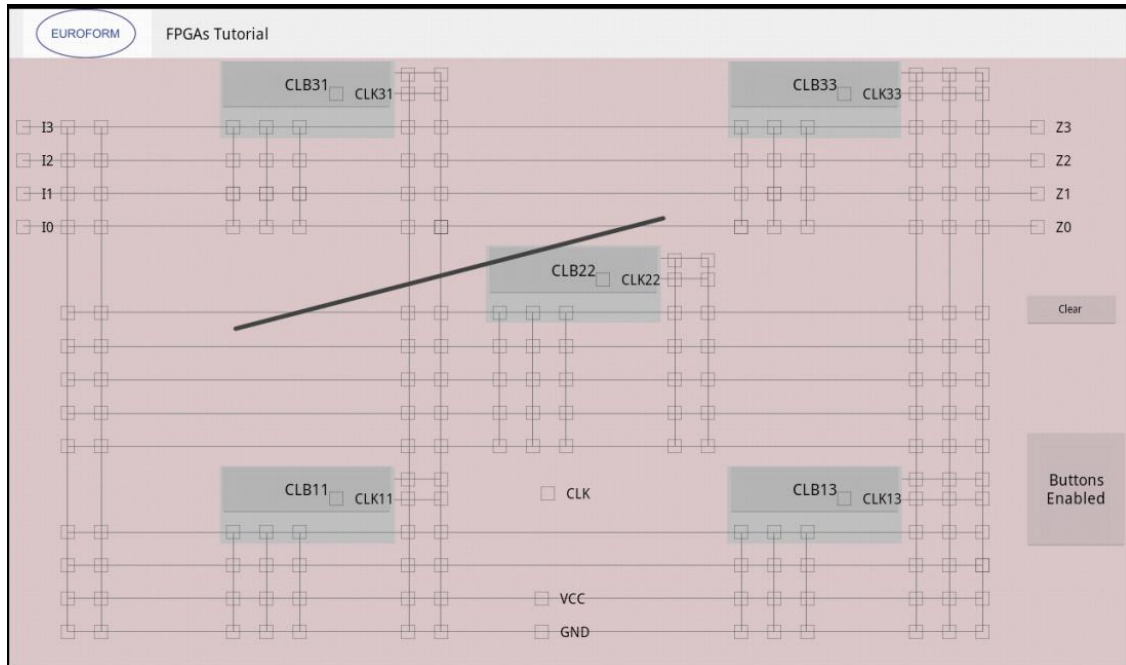 EUROFORM FPGAs Tutorial
CLB31 CLK31
CLB33 CLK33
I3 Z3
I2 Z2
I1 Z1
I0 Z0
CLB22 CLK22
Clear
CLB11 CLK11
CLK
CLB13 CLK13
Buttons
Enabled
VCC
GND